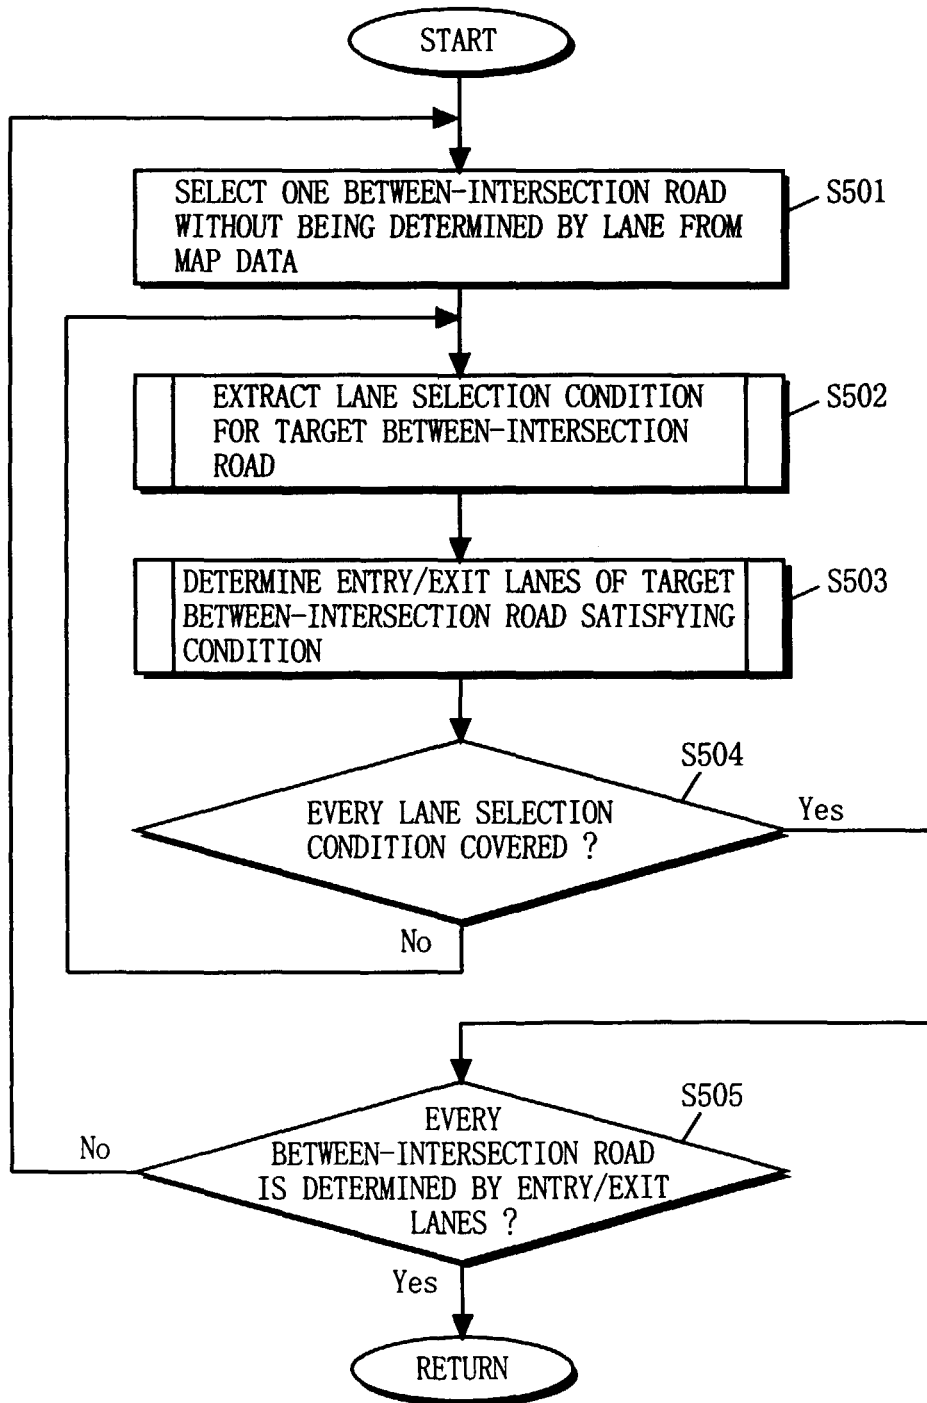 START
SELECT ONE BETWEEN-INTERSECTION ROAD
WITHOUT BEING DETERMINED BY LANE FROM
MAP DATA
S501
EXTRACT LANE SELECTION CONDITION
FOR TARGET BETWEEN-INTERSECTION
ROAD
S502
DETERMINE ENTRY/EXIT LANES OF TARGET
BETWEEN-INTERSECTION ROAD SATISFYING
CONDITION
S503
S504
EVERY LANE SELECTION
CONDITION COVERED ?
Yes
No
S505
EVERY
BETWEEN-INTERSECTION ROAD
IS DETERMINED BY ENTRY/EXIT
LANES ?
No
Yes
RETURN